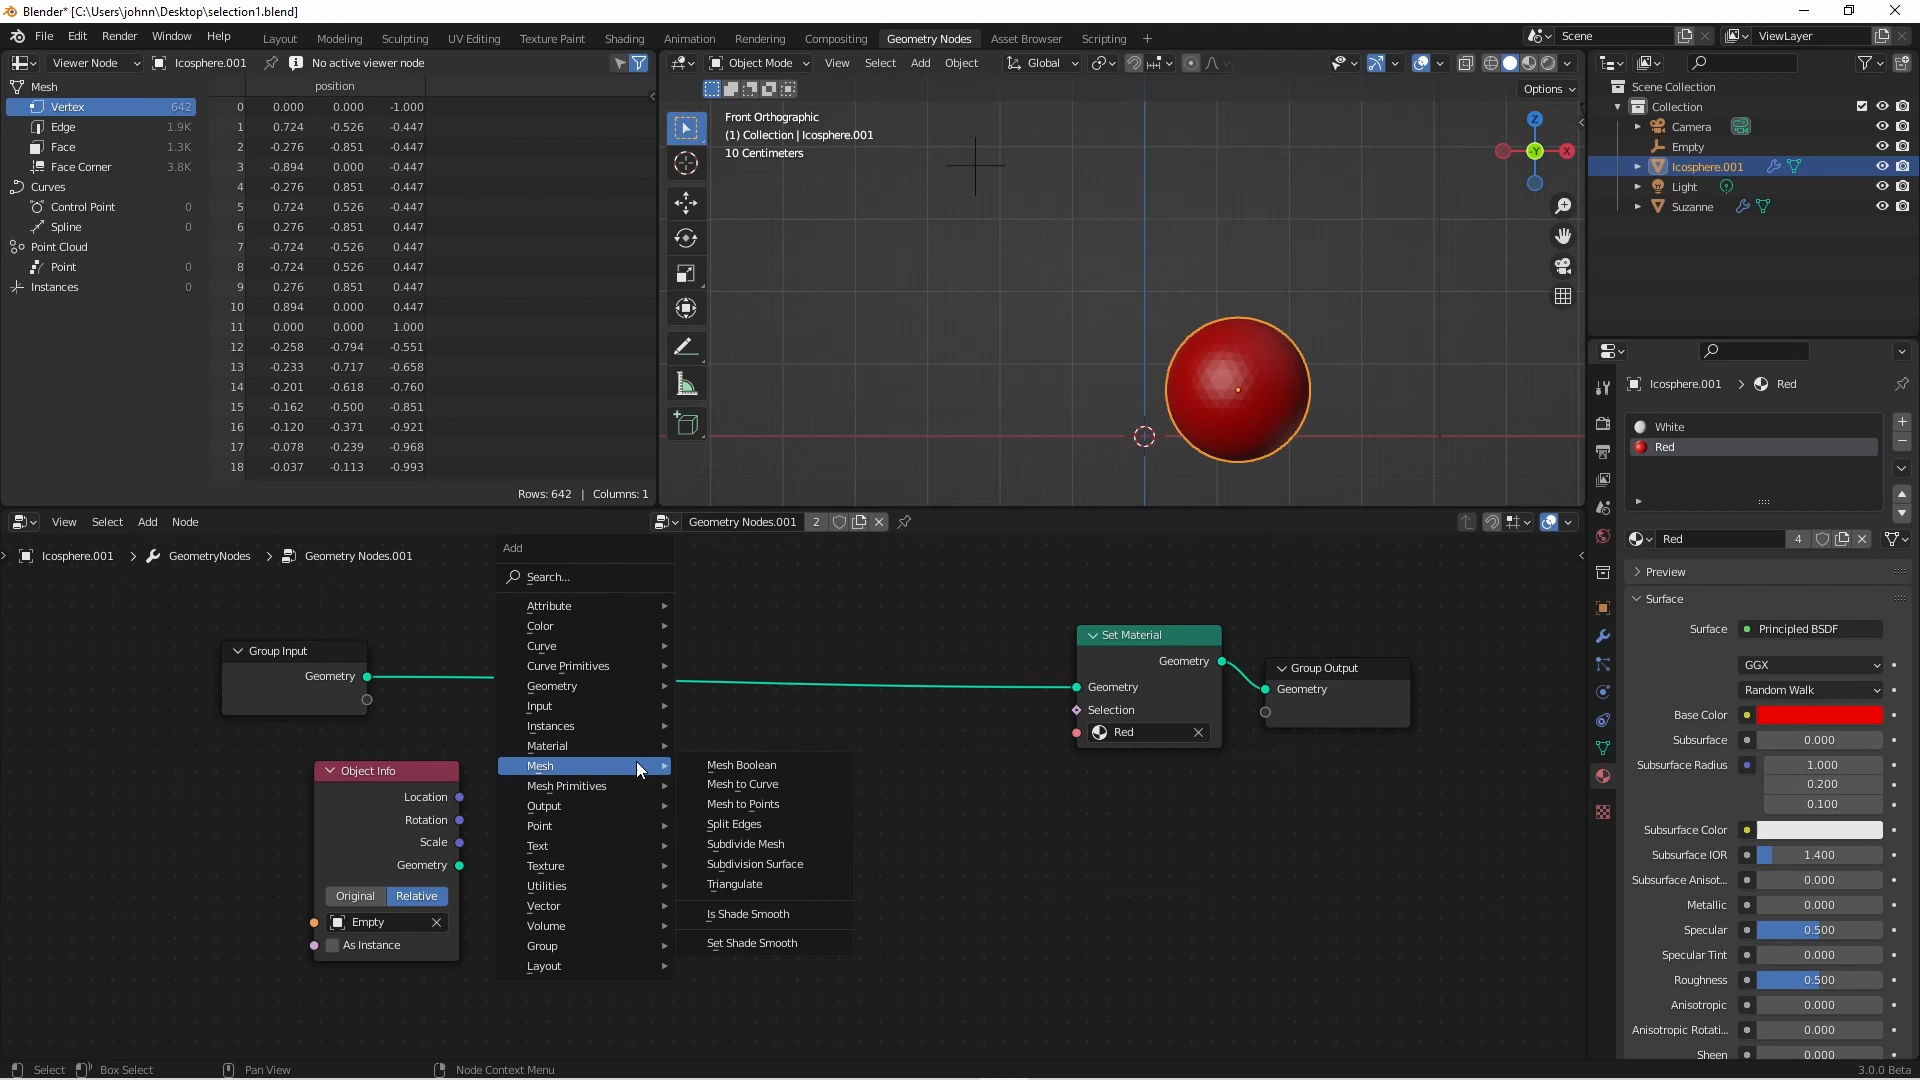 Blender* [C:\Users\johnn\Desktop\selection1.blend]
File Edit Render Window Help Layout Modeling Sculpting UV Editing Texture Paint Shading Animation Rendering Compositing Geometry Nodes Asset Browser Scripting + Scene ViewLayer
Viewer Node Icosphere.001 No active viewer node
Mesh
Vertex 642
Edge 1.9K
Face 1.3K
Face Corner 3.8K
Curves
Control Point 0
Spline 0
Point Cloud
Point 0
Instances 0
position
0 0.000 0.000 -1.000
1 0.724 -0.526 -0.447
2 -0.276 -0.851 -0.447
3 -0.894 0.000 -0.447
4 -0.276 0.851 -0.447
5 0.724 0.526 -0.447
6 0.276 -0.851 0.447
7 -0.724 -0.526 0.447
8 -0.724 0.526 0.447
9 0.276 0.851 0.447
10 0.894 0.000 0.447
11 0.000 0.000 1.000
12 -0.258 -0.794 -0.551
13 -0.233 -0.717 -0.658
14 -0.201 -0.618 -0.760
15 -0.162 -0.500 -0.851
16 -0.120 -0.371 -0.921
17 -0.078 -0.239 -0.968
18 -0.037 -0.113 -0.993
Rows: 642 | Columns: 1
Object Mode View Select Add Object Global
Options
Front Orthographic
(1) Collection | Icosphere.001
10 Centimeters
Z
-Y X
Scene Collection
Collection
Camera
Empty
Icosphere.001
Light
Suzanne
Icosphere.001 > Red
White
Red
Red 4
Preview
Surface
Surface Principled BSDF
GGX
Random Walk
Base Color
Subsurface 0.000
Subsurface Radius 1.000
0.200
0.100
Subsurface Color
Subsurface IOR 1.400
Subsurface Anisot... 0.000
Metallic 0.000
Specular 0.500
Specular Tint 0.000
Roughness 0.500
Anisotropic 0.000
Anisotropic Rotati... 0.000
Sheen 0.000
View Select Add Node Geometry Nodes.001 2
Icosphere.001 > GeometryNodes > Geometry Nodes.001
Group Input
Geometry
Object Info
Location
Rotation
Scale
Geometry
Original Relative
Empty
As Instance
Add
Search...
Attribute
Color
Curve
Curve Primitives
Geometry
Input
Instances
Material
Mesh
Mesh Primitives
Output
Point
Text
Texture
Utilities
Vector
Volume
Group
Layout
Mesh Boolean
Mesh to Curve
Mesh to Points
Split Edges
Subdivide Mesh
Subdivision Surface
Triangulate
Is Shade Smooth
Set Shade Smooth
Set Material
Geometry
Geometry
Selection
Red
Group Output
Geometry
Select Box Select Pan View Node Context Menu 3.0.0 Beta